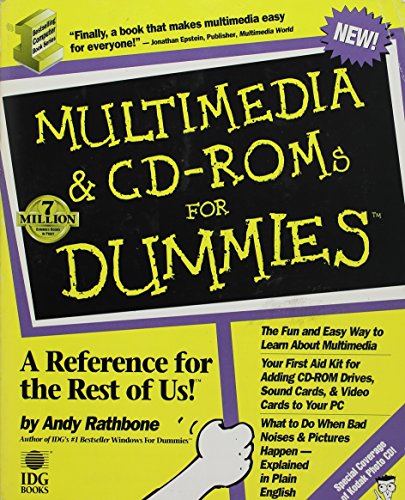 Bestselling
Computer
Book Series
"Finally, a book that makes multimedia easy
for everyone!" — Jonathan Epstein, Publisher, Multimedia World
NEW!
MULTIMEDIA
& CD-ROMs
FOR
DUMMIES™
7
MILLION
The Fun and Easy Way to
Learn About Multimedia
Your First Aid Kit for
Adding CD-ROM Drives,
Sound Cards, & Video
Cards to Your PC
What to Do When Bad
Noises & Pictures
Happen —
Explained in
Plain
English
A Reference for
the Rest of Us!™
by Andy Rathbone
Author of IDG's #1 Bestseller Windows For Dummies™
IDG
BOOKS
Special Coverage
Kodak Photo CD!